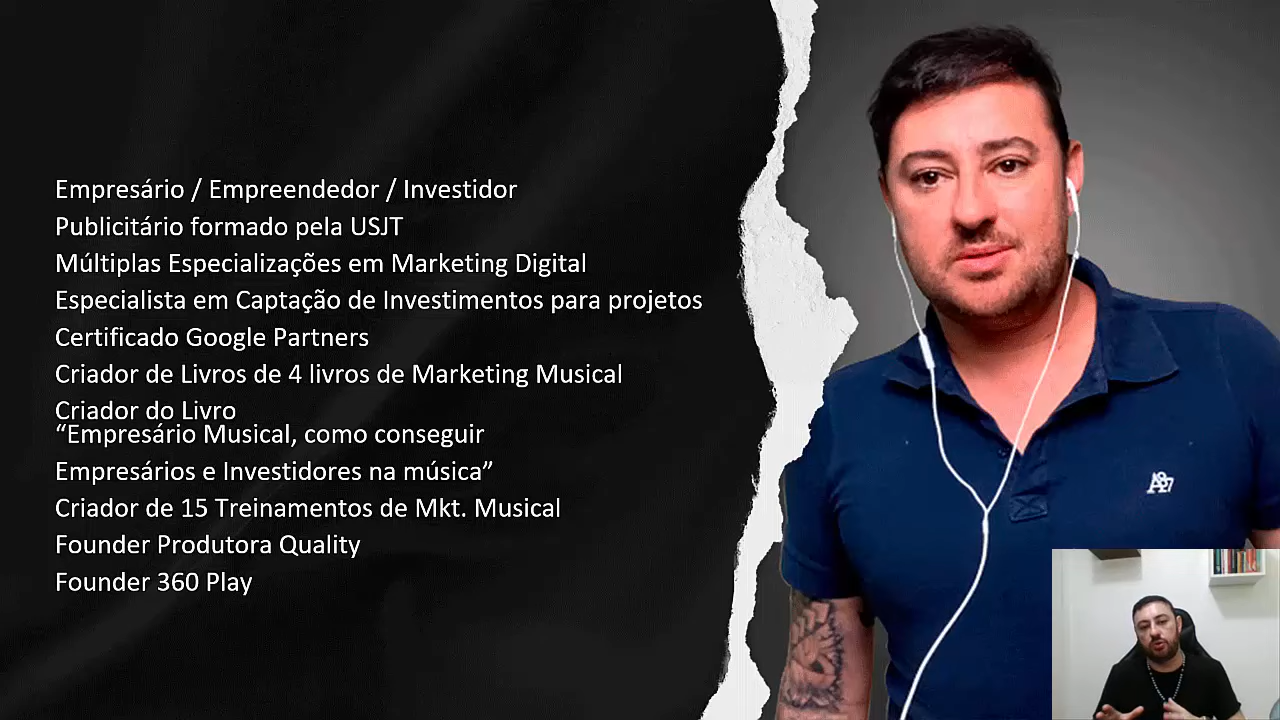 Empresário / Empreendedor / Investidor
Publicitário formado pela USJT
Múltiplas Especializações em Marketing Digital
Especialista em Captação de Investimentos para projetos
Certificado Google Partners
Criador de Livros de 4 livros de Marketing Musical
Criador do Livro
“Empresário Musical, como conseguir
Empresários e Investidores na música”
Criador de 15 Treinamentos de Mkt. Musical
Founder Produtora Quality
Founder 360 Play